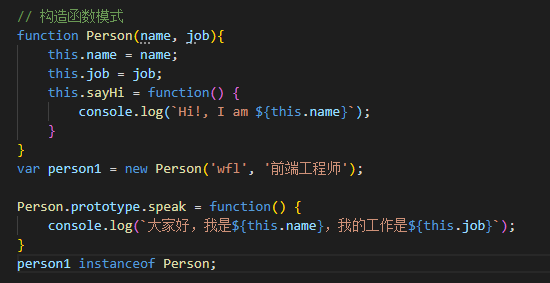 // 构造函数模式
function Person(name, job){
    this.name = name;
    this.job = job;
    this.sayHi = function() {
        console.log(`Hi!, I am ${this.name}`);
    }
}
var person1 = new Person('wfl', '前端工程师');

Person.prototype.speak = function() {
    console.log(`大家好，我是${this.name}，我的工作是${this.job}`);
}
person1 instanceof Person;